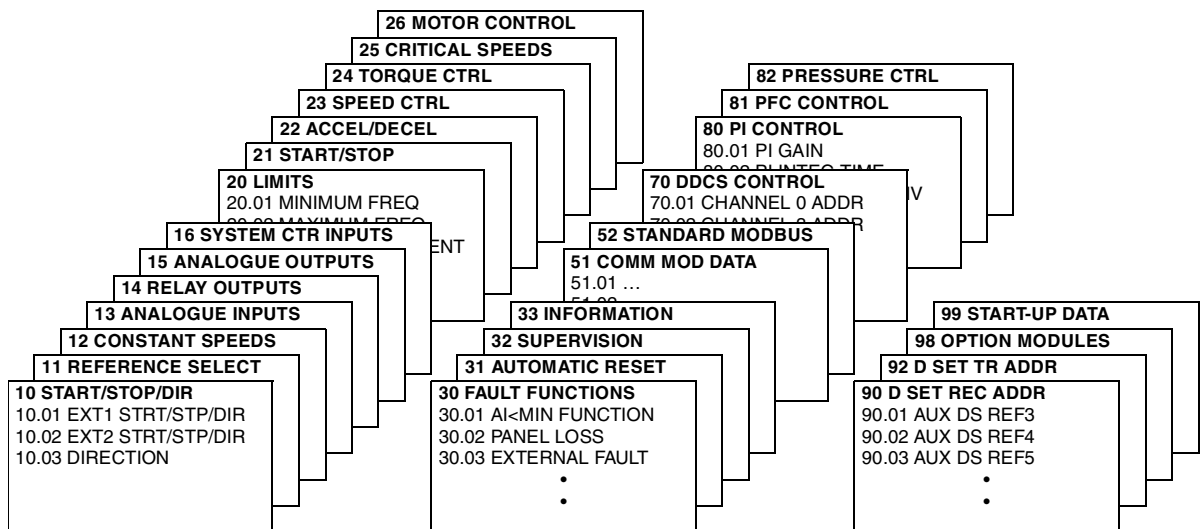 26 MOTOR CONTROL
25 CRITICAL SPEEDS
24 TORQUE CTRL
23 SPEED CTRL
22 ACCEL/DECEL
21 START/STOP
20 LIMITS
20.01 MINIMUM FREQ
16 SYSTEM CTR INPUTS
15 ANALOGUE OUTPUTS
14 RELAY OUTPUTS
13 ANALOGUE INPUTS
12 CONSTANT SPEEDS
11 REFERENCE SELECT
10 START/STOP/DIR
10.01 EXT1 STRT/STP/DIR
10.02 EXT2 STRT/STP/DIR
10.03 DIRECTION
82 PRESSURE CTRL
81 PFC CONTROL
80 PI CONTROL
80.01 PI GAIN
70 DDCS CONTROL
70.01 CHANNEL 0 ADDR
52 STANDARD MODBUS
51 COMM MOD DATA
51.01 ...
33 INFORMATION
32 SUPERVISION
31 AUTOMATIC RESET
30 FAULT FUNCTIONS
30.01 AI<MIN FUNCTION
30.02 PANEL LOSS
30.03 EXTERNAL FAULT
99 START-UP DATA
98 OPTION MODULES
92 D SET TR ADDR
90 D SET REC ADDR
90.01 AUX DS REF3
90.02 AUX DS REF4
90.03 AUX DS REF5